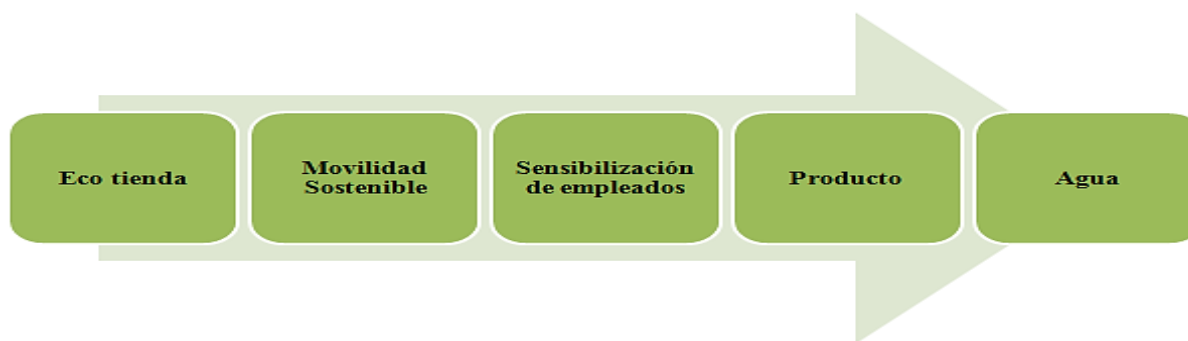 Eco tienda
Movilidad
Sostenible
Sensibilización
de empleados
Producto
Agua